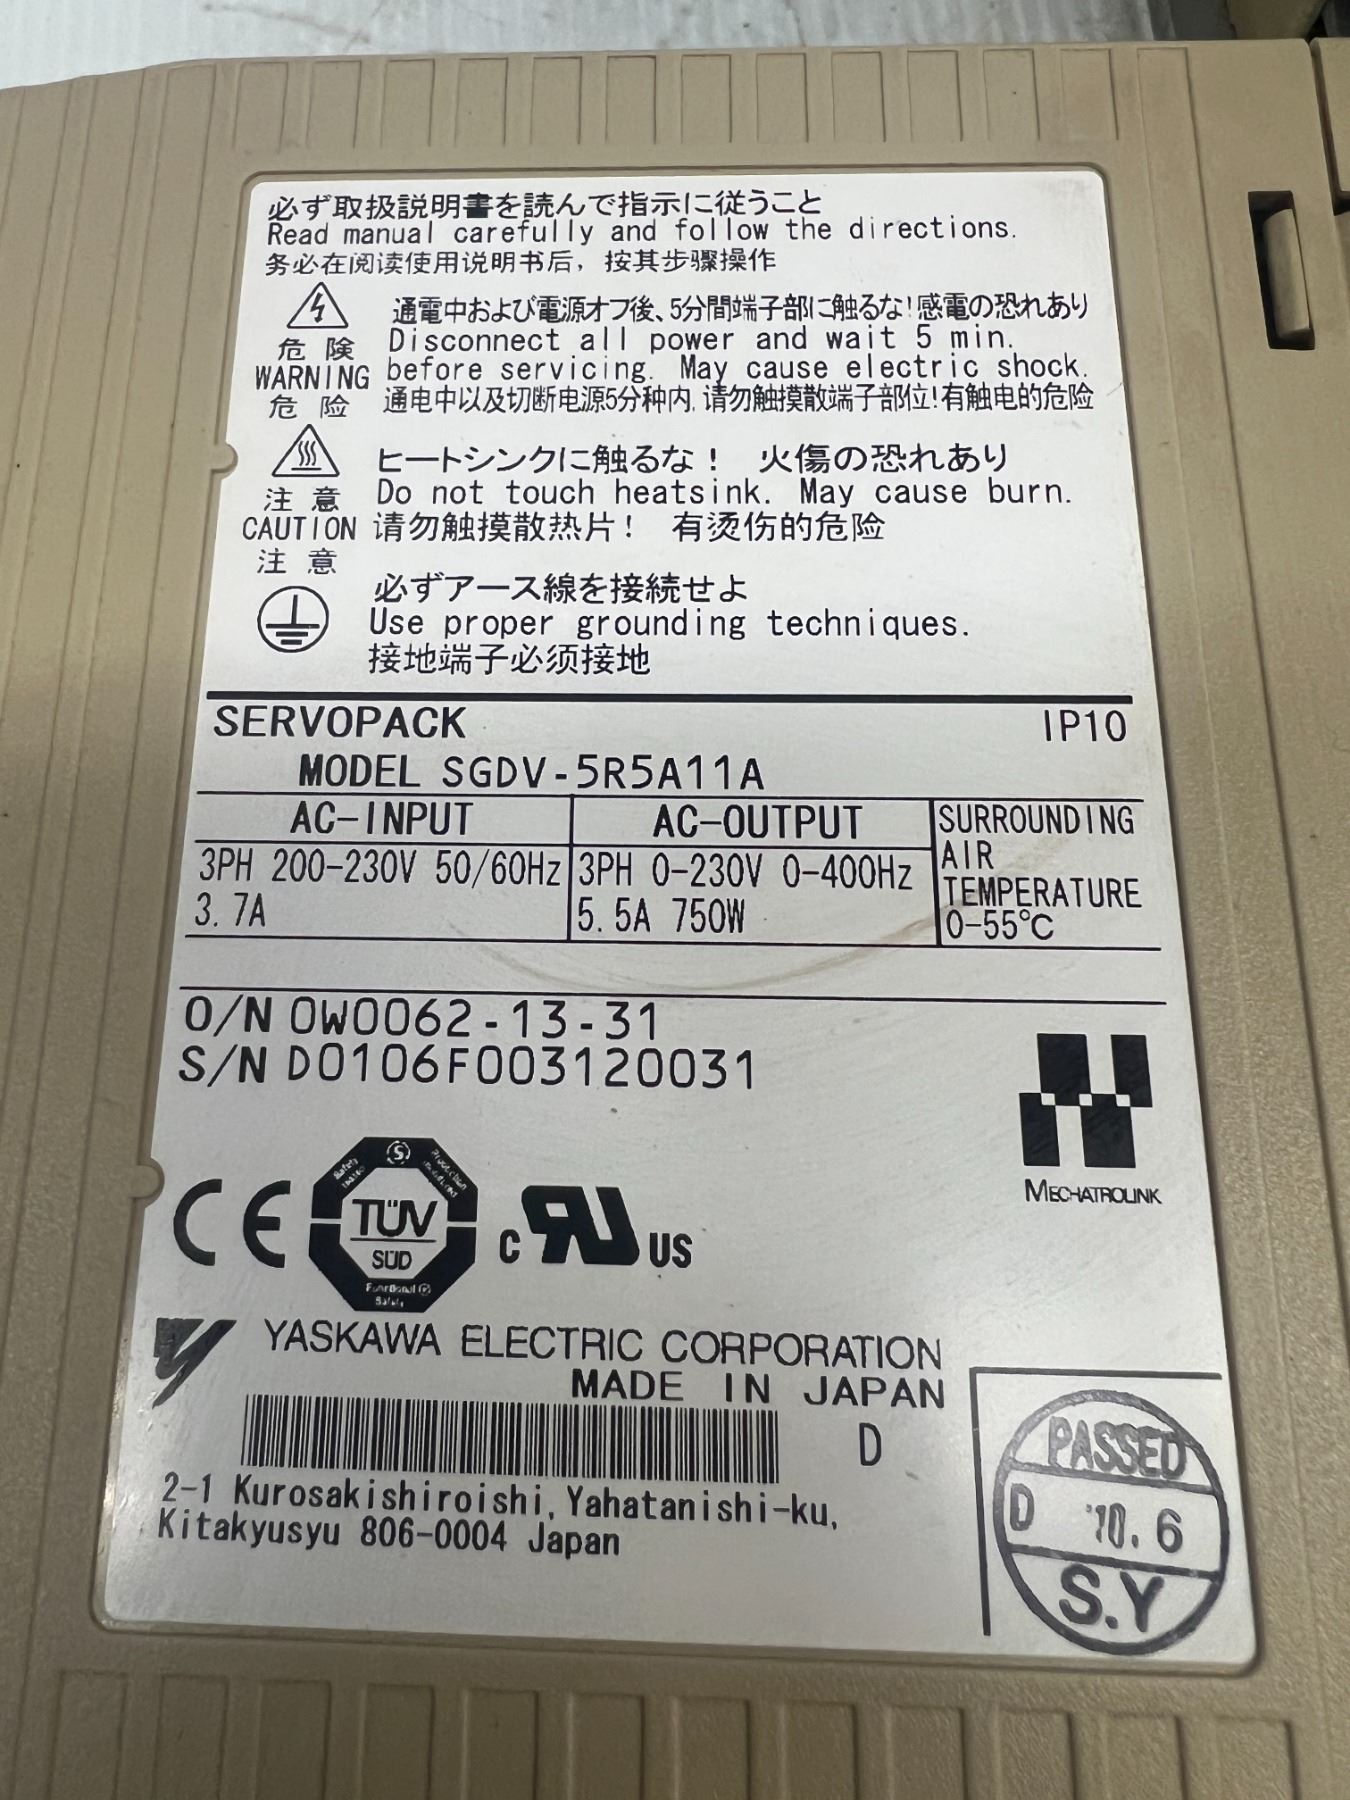 必ず取扱説明書を読んで指示に従うこと
Read manual carefully and follow the directions.
务必在阅读使用说明书后，按其步骤操作
危 険
WARNING
危 险
通電中および電源オフ後、5分間端子部に触るな!感電の恐れあり
Disconnect all power and wait 5 min.
before servicing. May cause electric shock.
通电中以及切断电源5分种内,请勿触摸散端子部位!有触电的危险
注 意
CAUTION
注 意
ヒートシンクに触るな! 火傷の恐れあり
Do not touch heatsink. May cause burn.
请勿触摸散热片! 有烫伤的危险
必ずアース線を接続せよ
Use proper grounding techniques.
接地端子必须接地
SERVOPACK IP10
MODEL SGDV-5R5A11A
AC-INPUT
3PH 200-230V 50/60Hz
3.7A
AC-OUTPUT
3PH 0-230V 0-400Hz
5.5A 750W
SURROUNDING
AIR
TEMPERATURE
0-55℃
O/N 0W0062-13-31
S/N D0106F003120031
MECHATROLINK
CE
TÜV
SÜD
Functional
Safety
c RU US
YASKAWA ELECTRIC CORPORATION
MADE IN JAPAN
D
2-1 Kurosakishiroishi, Yahatanishi-ku,
Kitakyusyu 806-0004 Japan
PASSED
D '10.6
S.Y